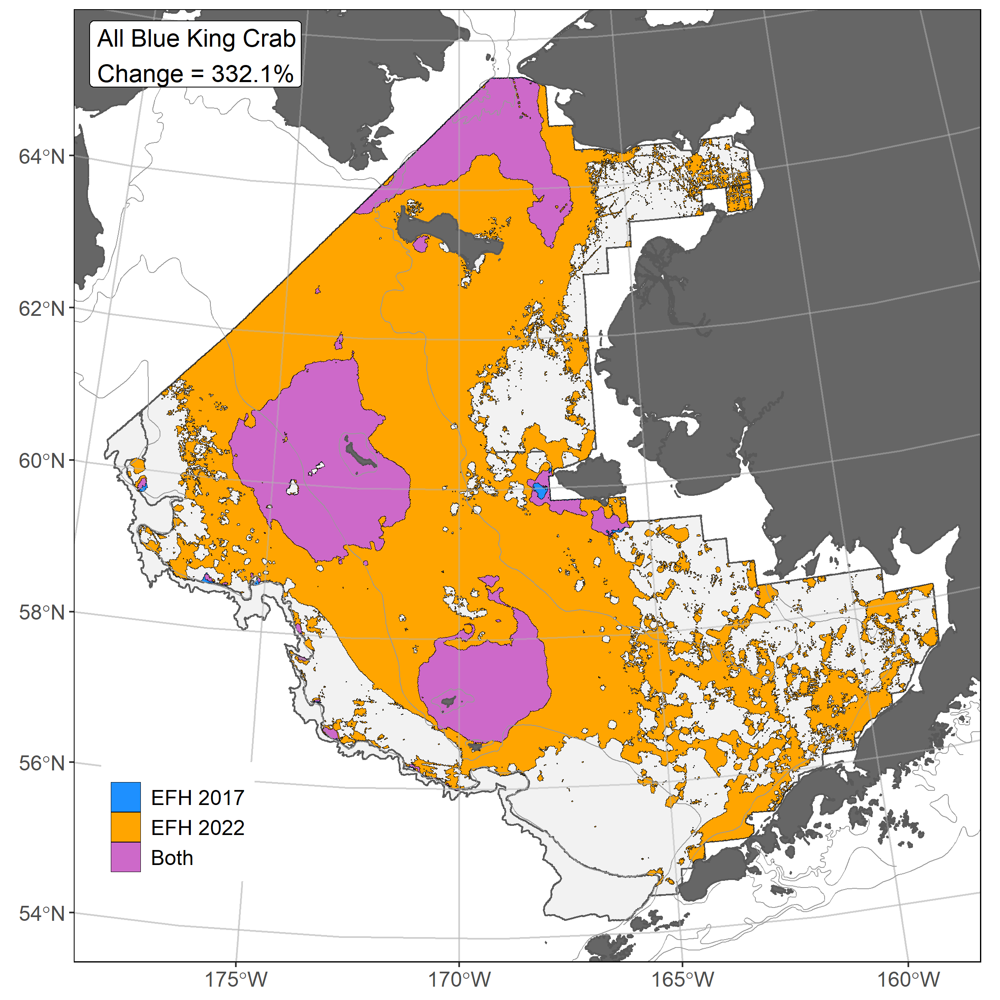 All Blue King Crab
Change = 332.1%
64°N
62°N
60°N
58°N
56°N
54°N
EFH 2017
EFH 2022
Both
175°W
170°W
165°W
160°W